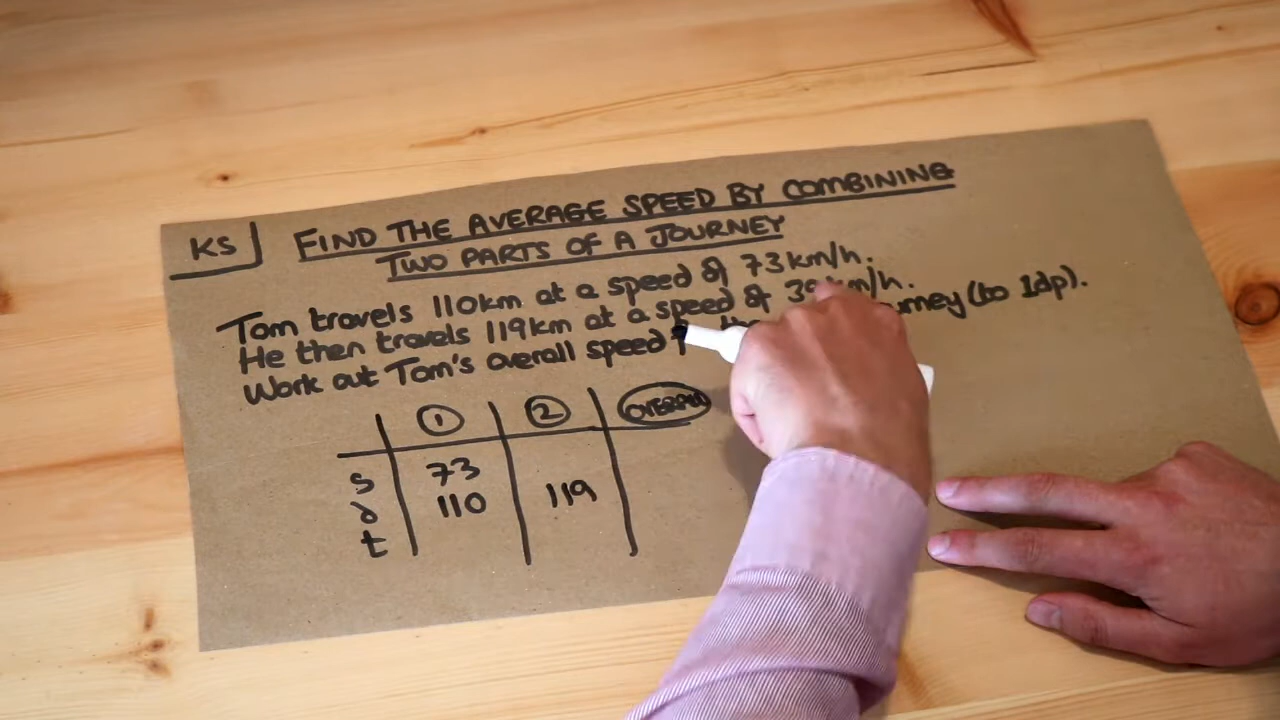 KS
FIND THE AVERAGE SPEED BY COMBINING
TWO PARTS OF A JOURNEY
Tom travels 110km at a speed of 73km/h.
He then travels 119km at a speed of km/h.
Work out Tom's overall speed (to 1dp).
① ② OVERALL
s 73
d 110 119
t